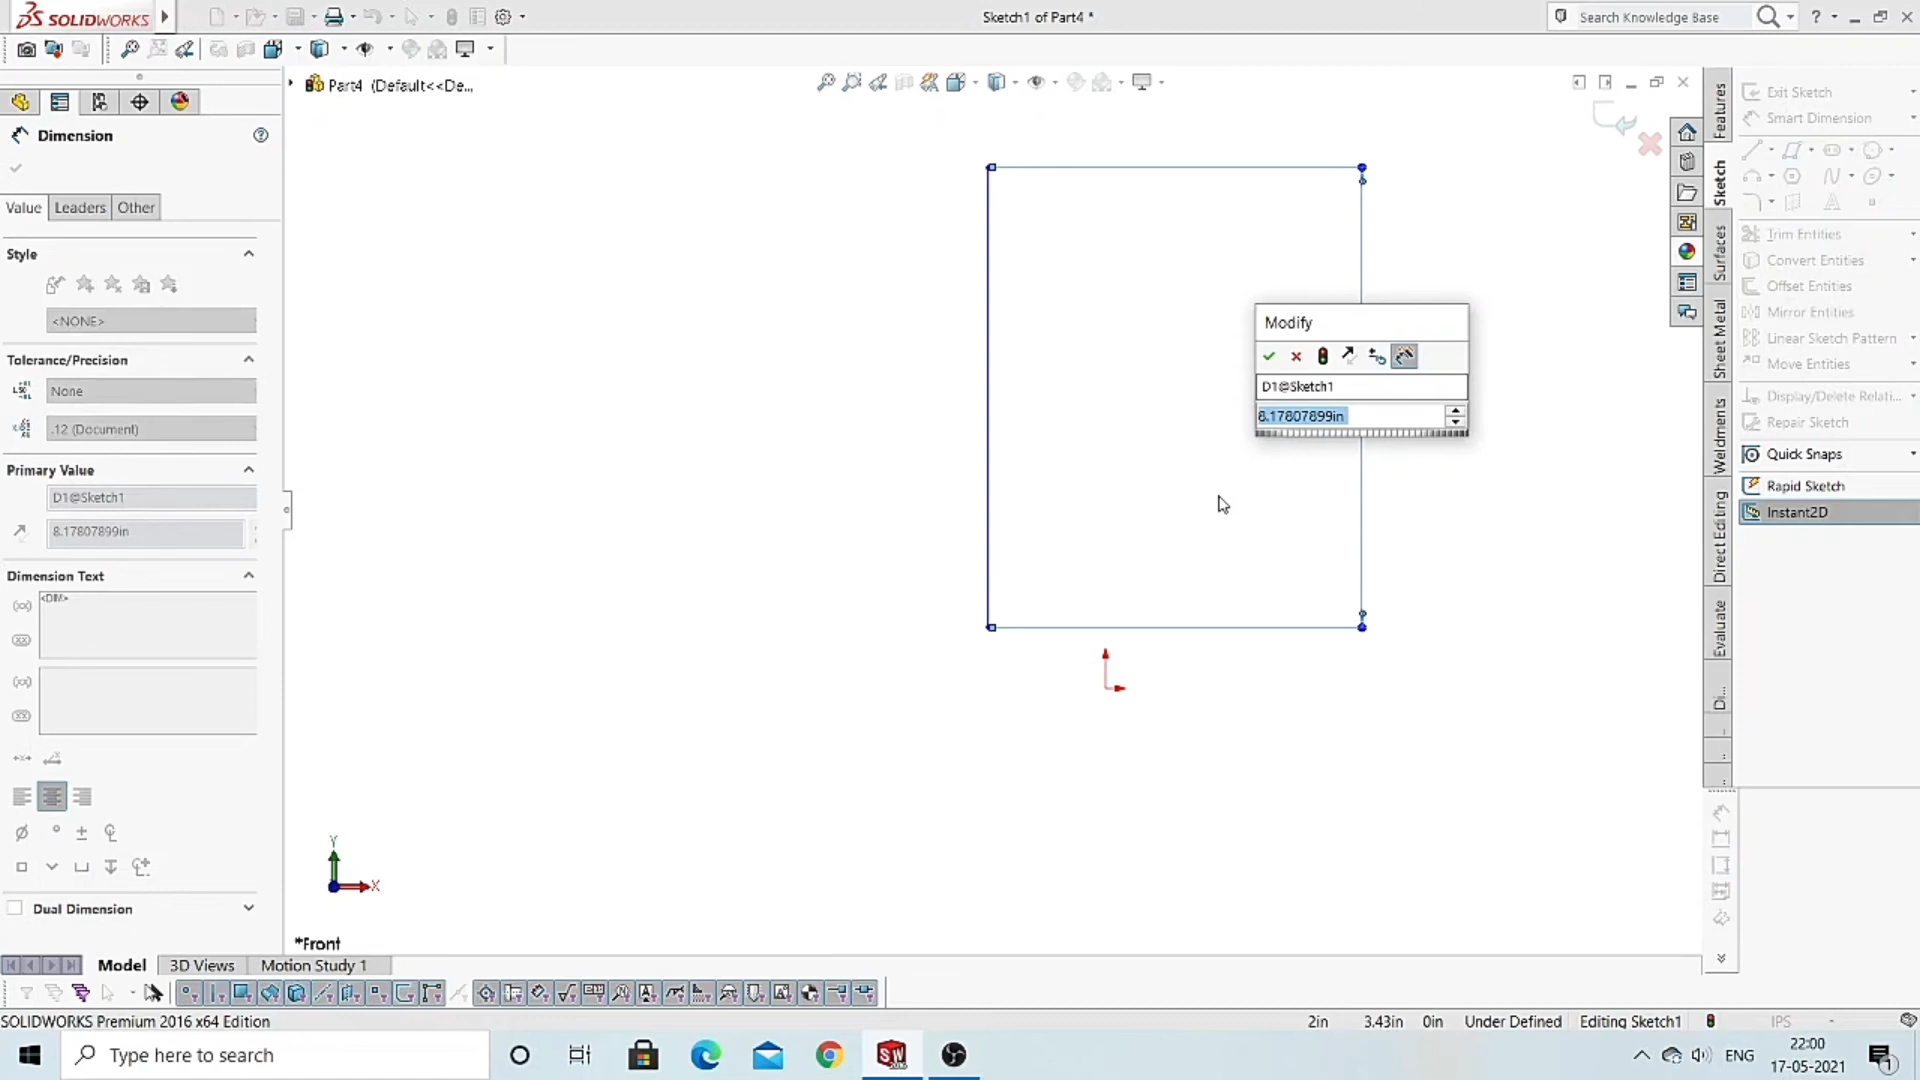 SOLIDWORKS
Sketch1 of Part4 *
Search Knowledge Base
?
Part4 (Default<<De...
Dimension
Value
Leaders
Other
Style
<NONE>
Tolerance/Precision
None
.12 (Document)
Primary Value
D1@Sketch1
8.17807899in
Dimension Text
<DIM>
Dual Dimension
Modify
D1@Sketch1
8.17807899in
Y
X
*Front
Features
Sketch
Surfaces
Sheet Metal
Weldments
Direct Editing
Evaluate
Di...
Exit Sketch
Smart Dimension
Trim Entities
Convert Entities
Offset Entities
Mirror Entities
Linear Sketch Pattern
Move Entities
Display/Delete Relati...
Repair Sketch
Quick Snaps
Rapid Sketch
Instant2D
Model
3D Views
Motion Study 1
SOLIDWORKS Premium 2016 x64 Edition
2in
3.43in
0in
Under Defined
Editing Sketch1
IPS
-
Type here to search
ENG
22:00
17-05-2021
1